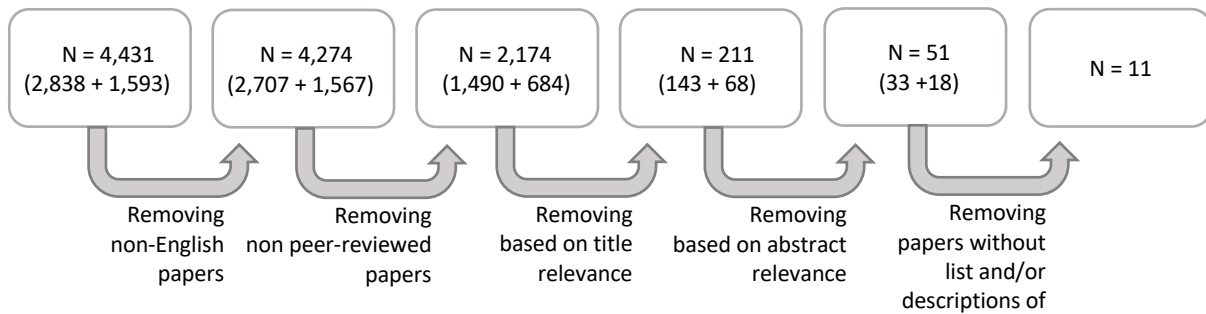 N = 4,431
(2,838 + 1,593)
N = 4,274
(2,707 + 1,567)
N = 2,174
(1,490 + 684)
N = 211
(143 + 68)
N = 51
(33 +18)
N = 11
Removing
non-English
papers
Removing
non peer-reviewed
papers
Removing
based on title
relevance
Removing
based on abstract
relevance
Removing
papers without
list and/or
descriptions of